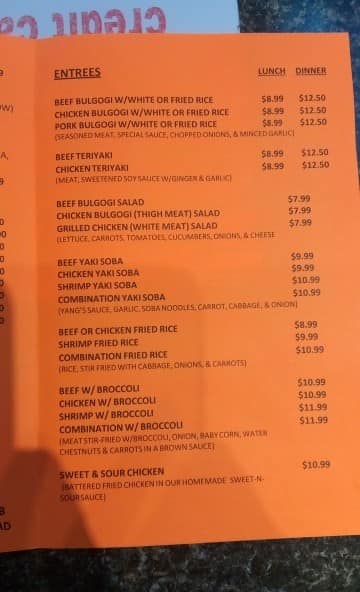 credit ca
ENTREES LUNCH DINNER
BEEF BULGOGI W/WHITE OR FRIED RICE $8.99 $12.50
CHICKEN BULGOGI W/WHITE OR FRIED RICE $8.99 $12.50
PORK BULGOGI W/WHITE OR FRIED RICE $8.99 $12.50
(SEASONED MEAT, SPECIAL SAUCE, CHOPPED ONIONS, & MINCED GARLIC)
BEEF TERIYAKI $8.99 $12.50
CHICKEN TERIYAKI $8.99 $12.50
(MEAT, SWEETENED SOY SAUCE W/GINGER & GARLIC)
BEEF BULGOGI SALAD $7.99
CHICKEN BULGOGI (THIGH MEAT) SALAD $7.99
GRILLED CHICKEN (WHITE MEAT) SALAD $7.99
(LETTUCE, CARROTS, TOMATOES, CUCUMBERS, ONIONS, & CHEESE
BEEF YAKI SOBA $9.99
CHICKEN YAKI SOBA $9.99
SHRIMP YAKI SOBA $10.99
COMBINATION YAKI SOBA $10.99
(YANG'S SAUCE, GARLIC, SOBA NOODLES, CARROT, CABBAGE, & ONION)
BEEF OR CHICKEN FRIED RICE $8.99
SHRIMP FRIED RICE $9.99
COMBINATION FRIED RICE $10.99
(RICE, STIR FRIED WITH CABBAGE, ONIONS, & CARROTS)
BEEF W/ BROCCOLI $10.99
CHICKEN W/ BROCCOLI $10.99
SHRIMP W/ BROCCOLI $11.99
COMBINATION W/ BROCCOLI $11.99
(MEAT STIR-FRIED W/BROCCOLI, ONION, BABY CORN, WATER
CHESTNUTS & CARROTS IN A BROWN SAUCE)
SWEET & SOUR CHICKEN $10.99
(BATTERED FRIED CHICKEN IN OUR HOMEMADE SWEET-N-
SOUR SAUCE)